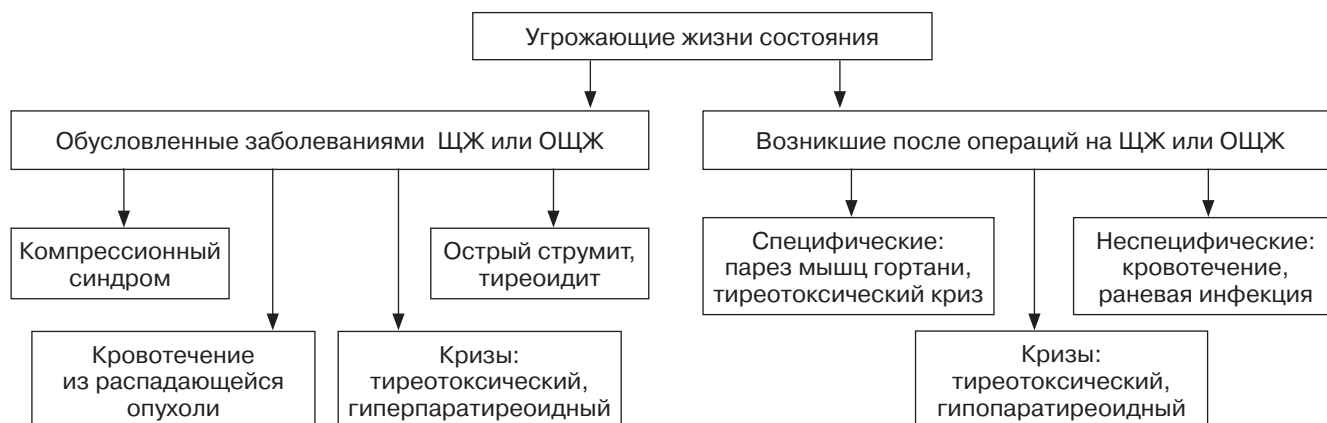 Угрожающие жизни состояния
Обусловленные заболеваниями ЩЖ или ОЩЖ
Возникшие после операций на ЩЖ или ОЩЖ
Компрессионный
синдром
Острый струмит,
тиреоидит
Специфические:
парез мышц гортани,
тиреотоксический криз
Неспецифические:
кровотечение,
раневая инфекция
Кровотечение
из распадающейся
опухоли
Кризы:
тиреотоксический,
гиперпаратиреоидный
Кризы:
тиреотоксический,
гипопаратиреоидный